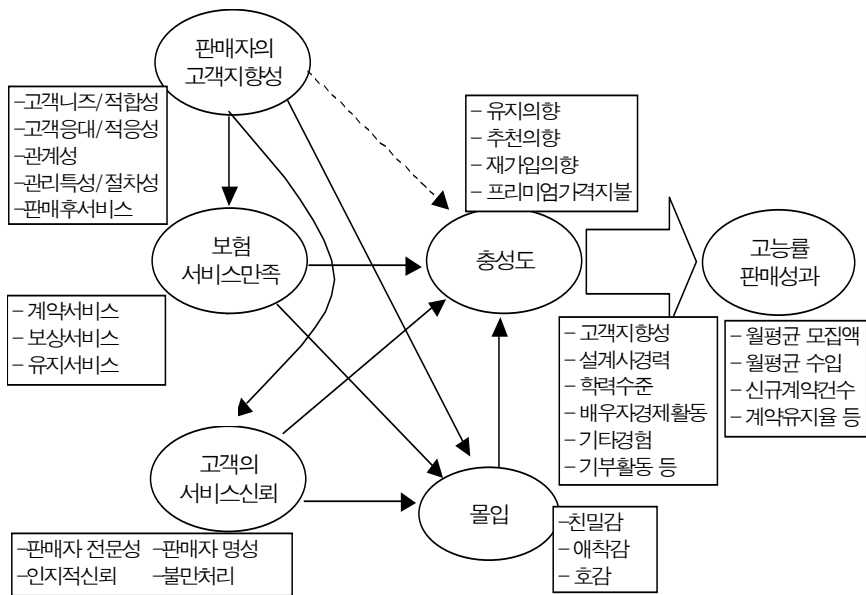 판매자의
고객지향성
–고객니즈/적합성
–고객응대/적응성
–관계성
–관리특성/절차성
–판매후서비스
– 유지의향
– 추천의향
– 재가입의향
– 프리미엄가격지불
보험
서비스만족
충성도
고능률
판매성과
– 계약서비스
– 보상서비스
– 유지서비스
– 고객지향성
– 설계사경력
– 학력수준
– 배우자경제활동
– 기타경험
– 기부활동 등
– 월평균 모집액
– 월평균 수입
– 신규계약건수
– 계약유지율 등
고객의
서비스신뢰
몰입
–판매자 전문성 –판매자 명성
–인지적신뢰 –불만처리
–친밀감
– 애착감
– 호감